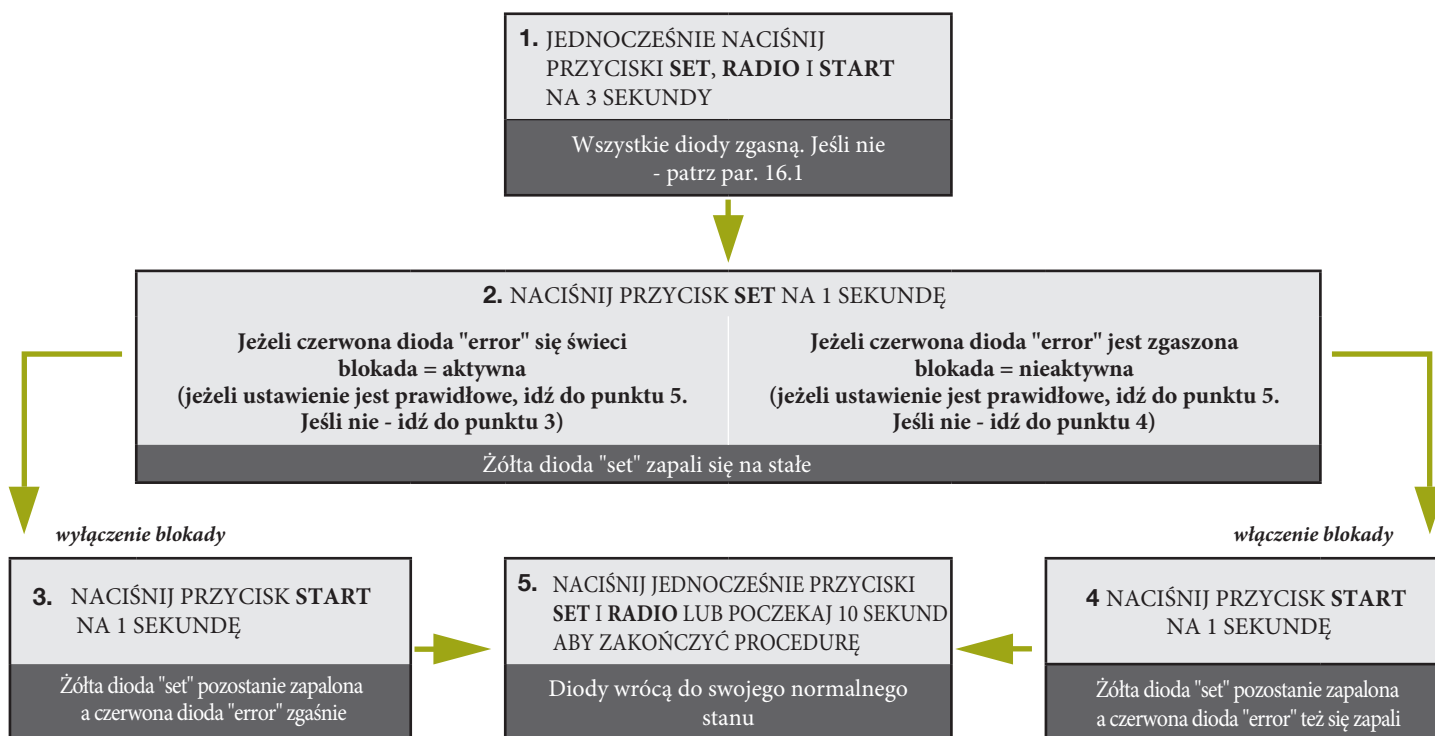 1. JEDNOCZEŚNIE NACIŚNIJ
PRZYCISKI SET, RADIO I START
NA 3 SEKUNDY
Wszystkie diody zgasną. Jeśli nie
- patrz par. 16.1
2. NACIŚNIJ PRZYCISK SET NA 1 SEKUNDĘ
Jeżeli czerwona dioda "error" się świeci
blokada = aktywna
(jeżeli ustawienie jest prawidłowe, idź do punktu 5.
Jeśli nie - idź do punktu 3)
Jeżeli czerwona dioda "error" jest zgaszona
blokada = nieaktywna
(jeżeli ustawienie jest prawidłowe, idź do punktu 5.
Jeśli nie - idź do punktu 4)
Żółta dioda "set" zapali się na stałe
wyłączenie blokady
włączenie blokady
3. NACIŚNIJ PRZYCISK START
NA 1 SEKUNDĘ
Żółta dioda "set" pozostanie zapalona
a czerwona dioda "error" zgaśnie
5. NACIŚNIJ JEDNOCZEŚNIE PRZYCISKI
SET I RADIO LUB POCZEKAJ 10 SEKUND
ABY ZAKOŃCZYĆ PROCEDURĘ
Diody wrócą do swojego normalnego
stanu
4 NACIŚNIJ PRZYCISK START
NA 1 SEKUNDĘ
Żółta dioda "set" pozostanie zapalona
a czerwona dioda "error" też się zapali